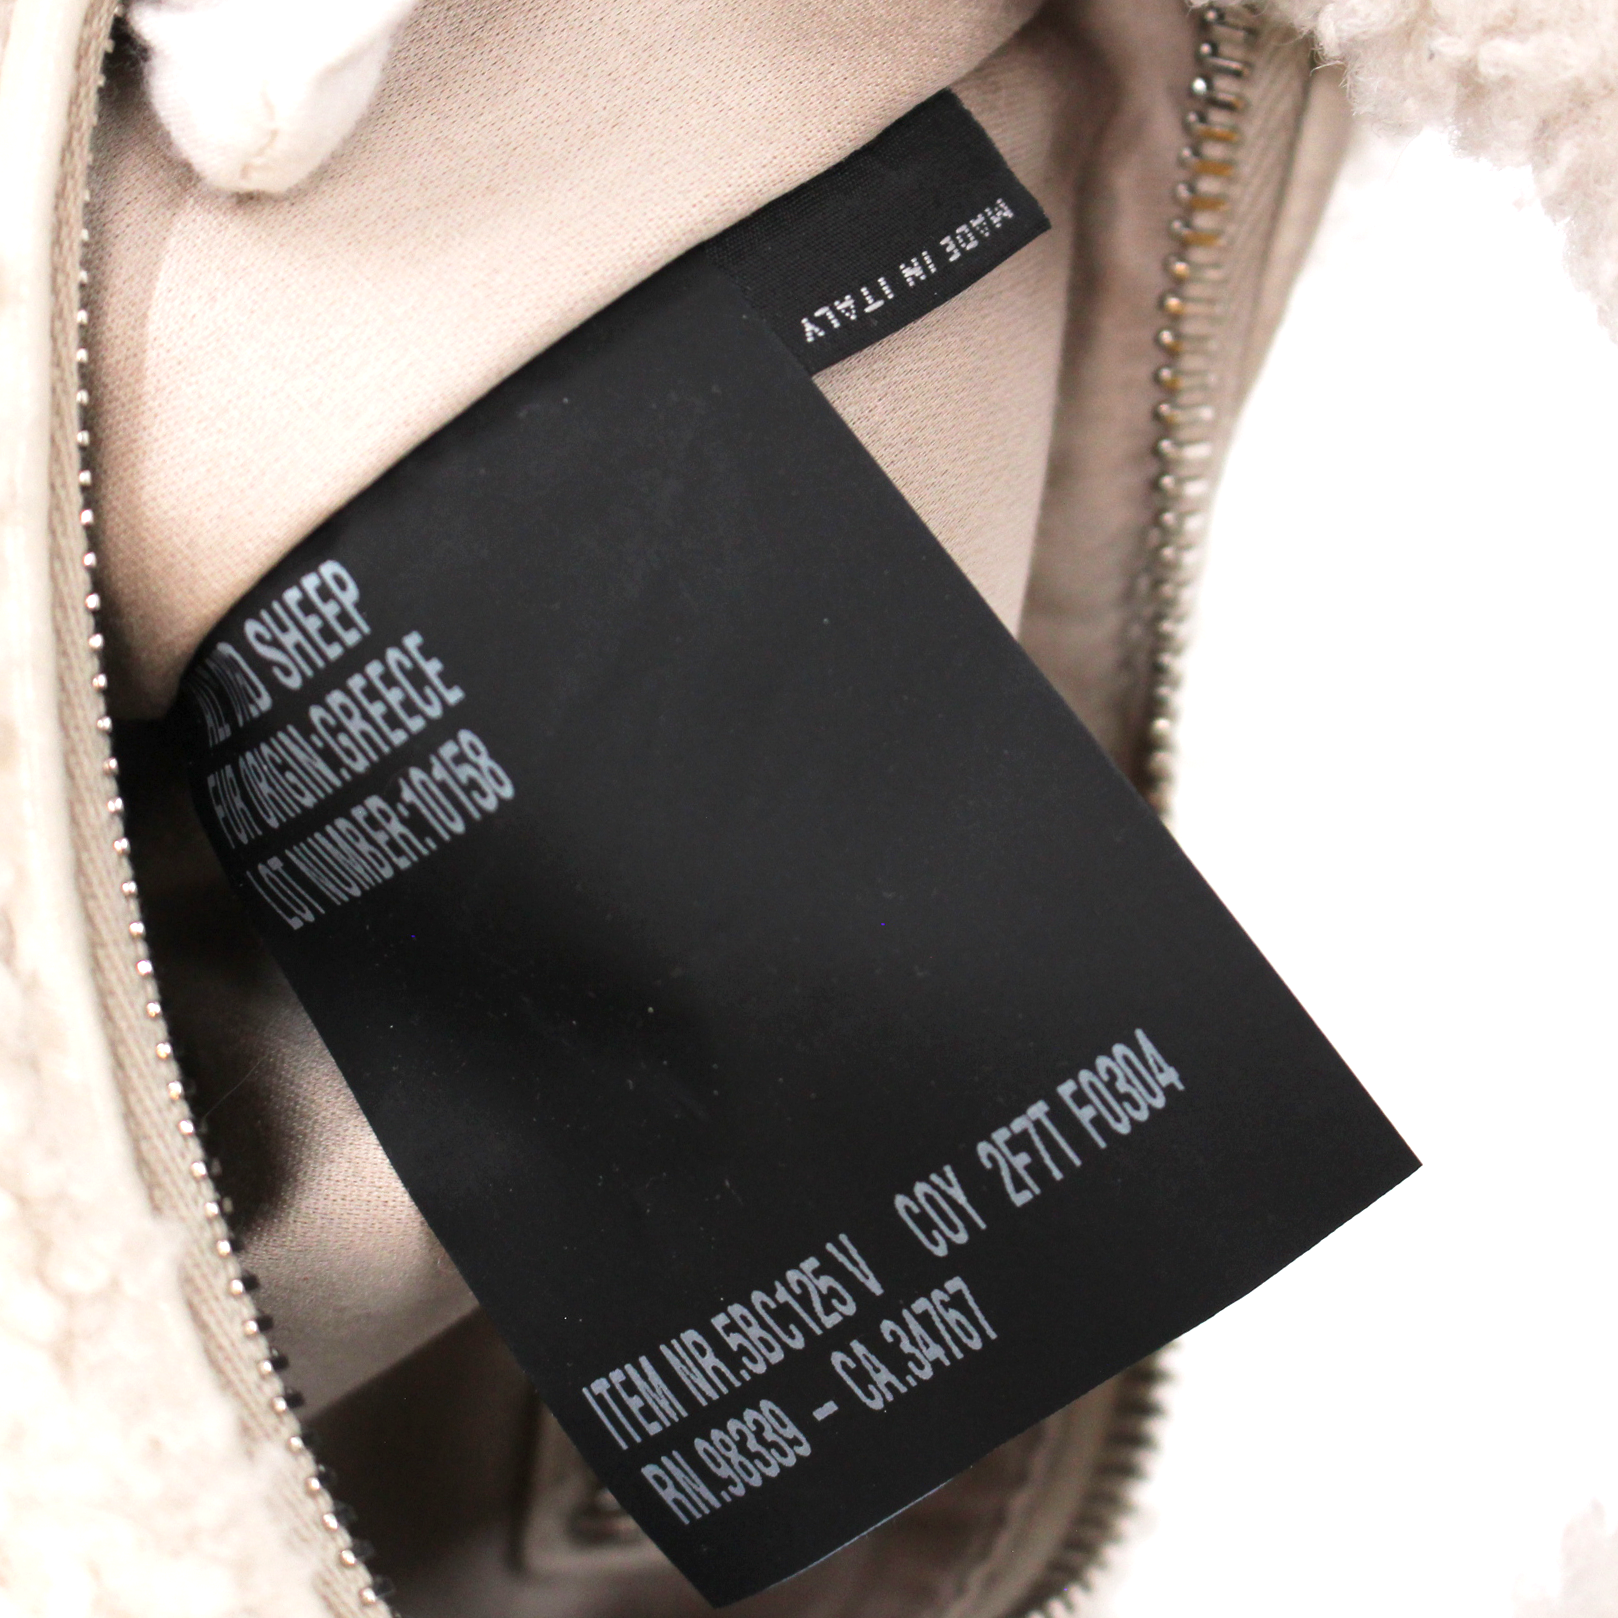 MADE IN ITALY
SHEEP
FUR ORIGIN:GREECE
LOT NUMBER:10158
ITEM NR.5BC125 V COY 2F7T F0304
RN.98339 - CA.34767